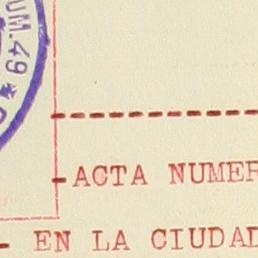 UM. 49 *
-----------
-ACTA NUMER
- EN LA CIUDAD